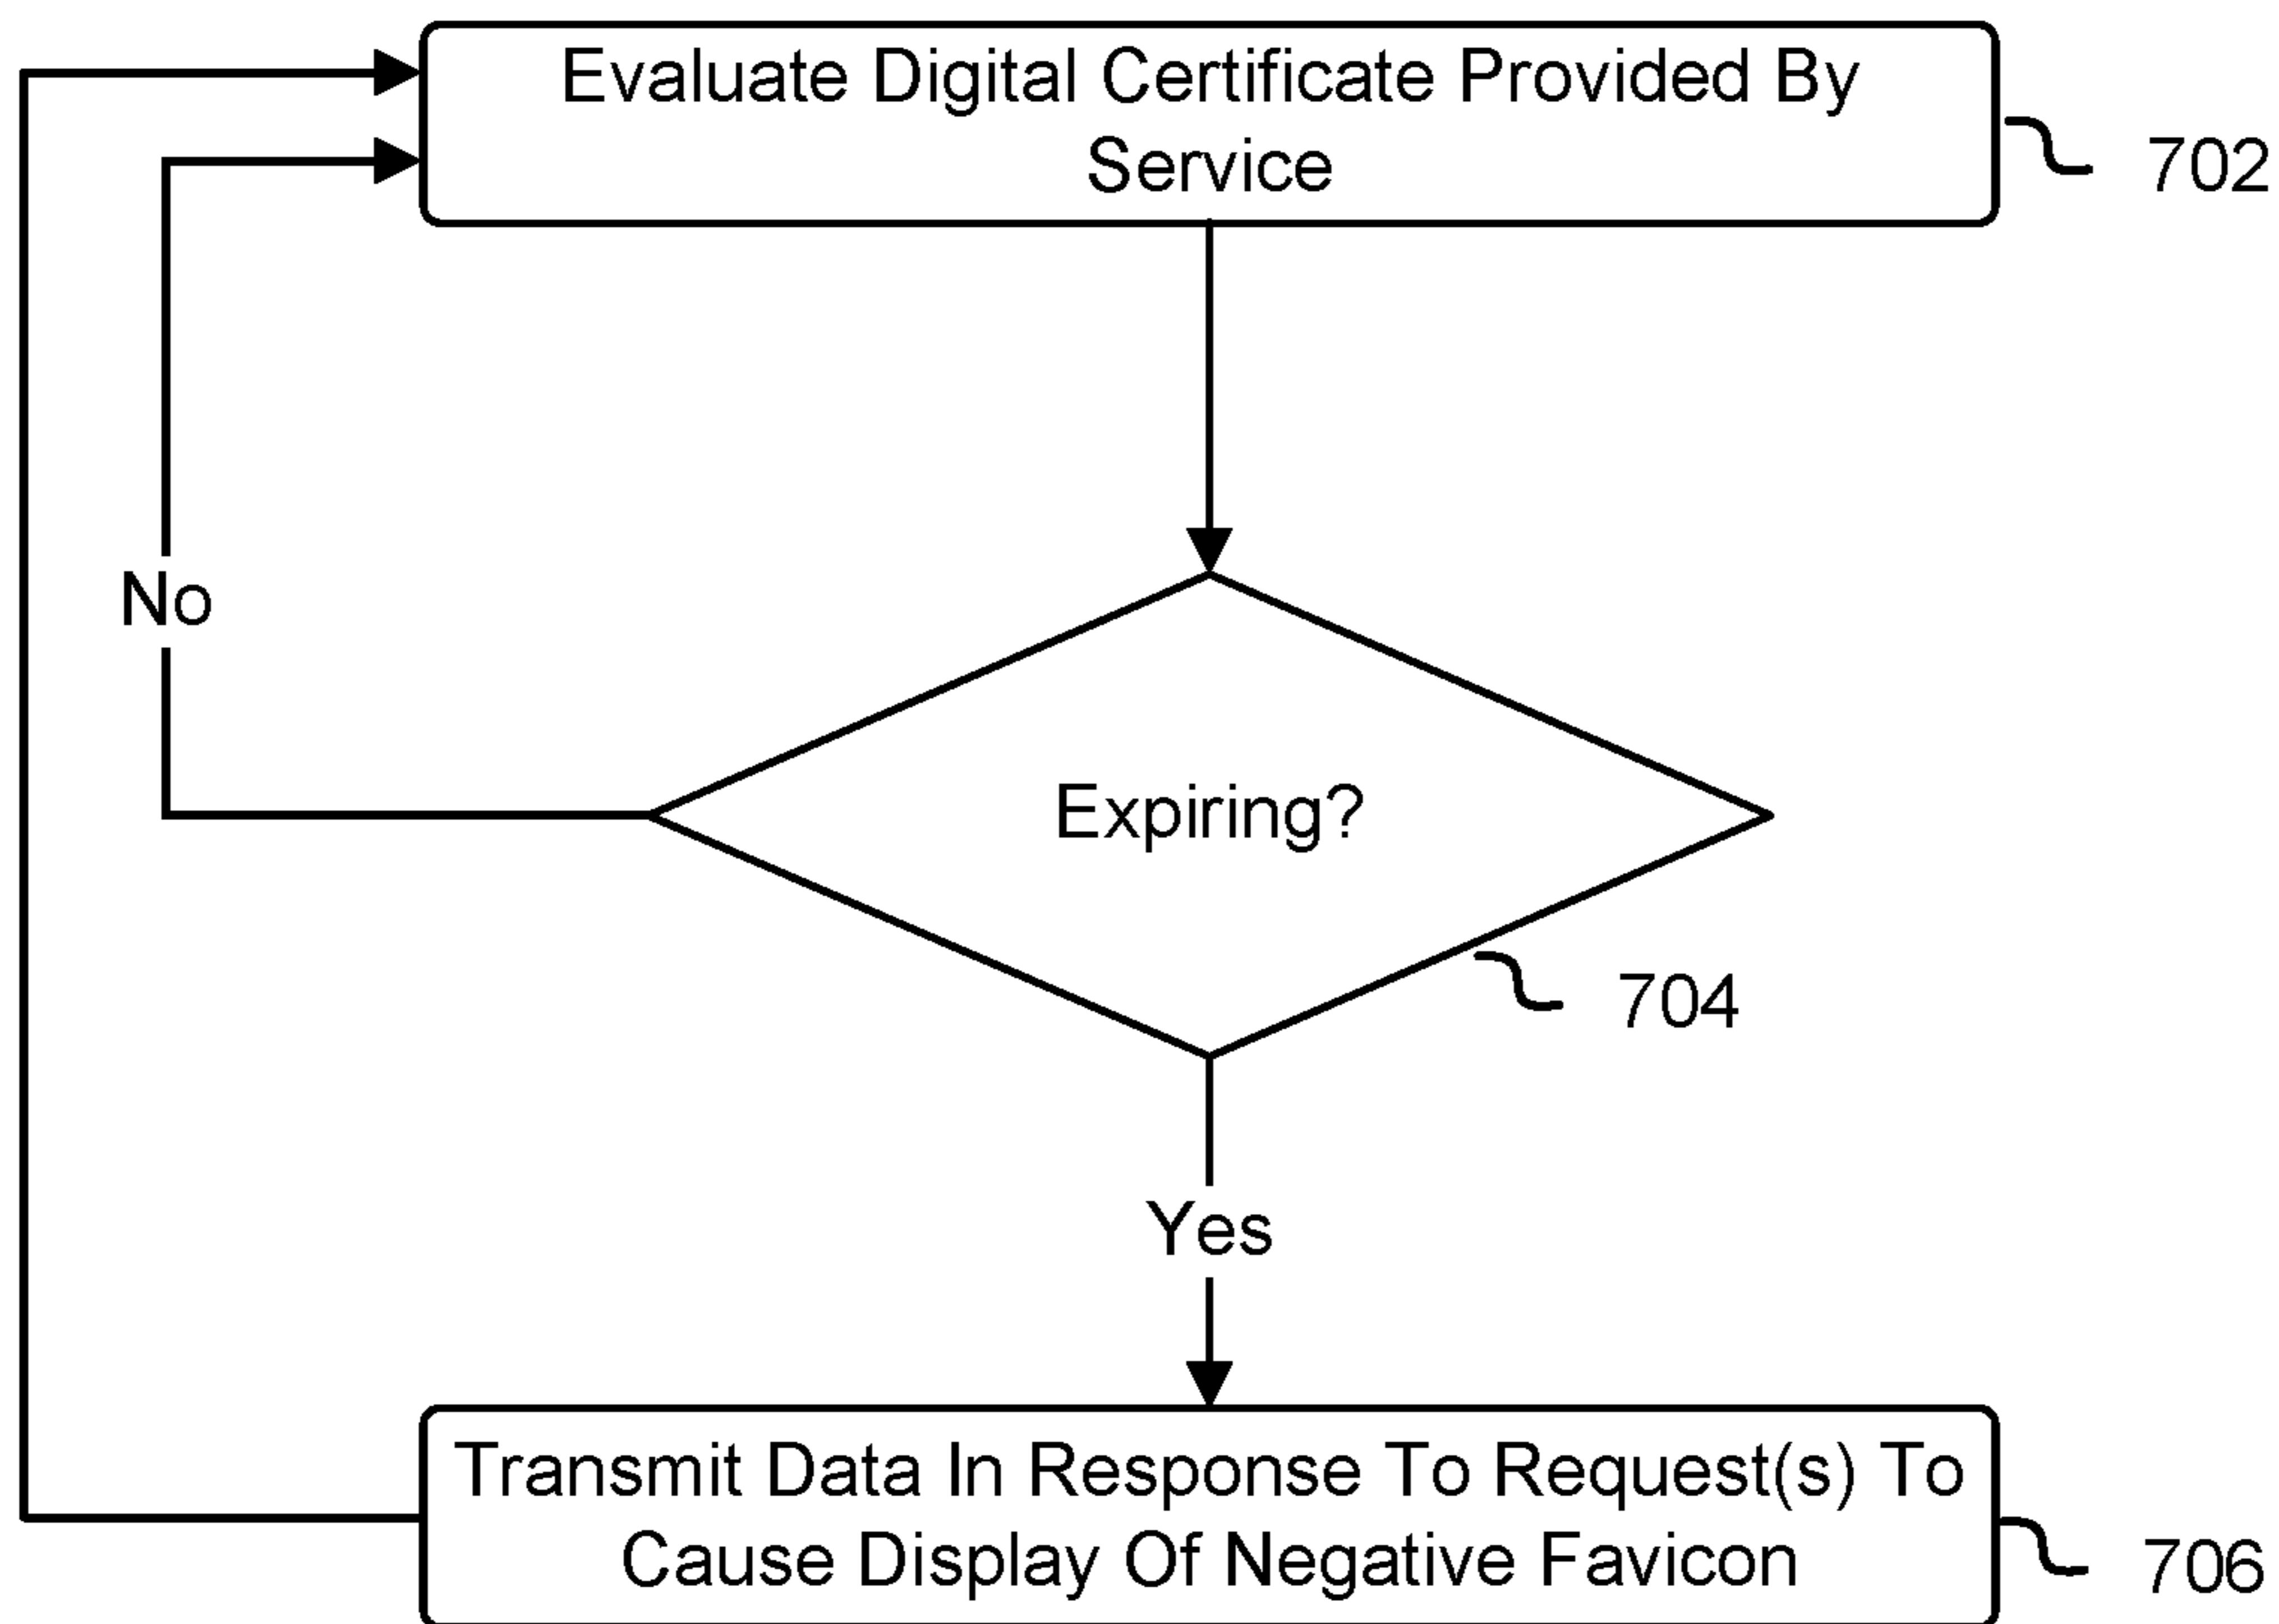 Evaluate Digital Certificate Provided By
Service
702
No
Expiring?
704
Yes
Transmit Data In Response To Request(s) To
Cause Display Of Negative Favicon
706